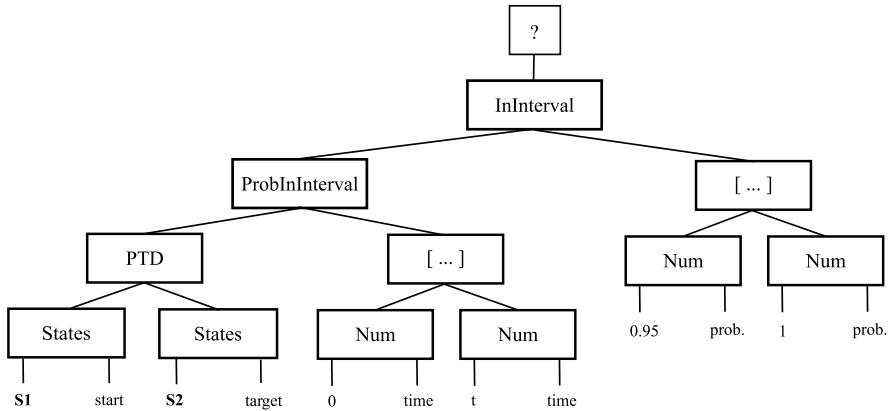 ?
InInterval
ProbInInterval
[ ... ]
PTD
[ ... ]
Num
Num
States
States
Num
Num
0.95
prob.
1
prob.
S1
start
S2
target
0
time
t
time